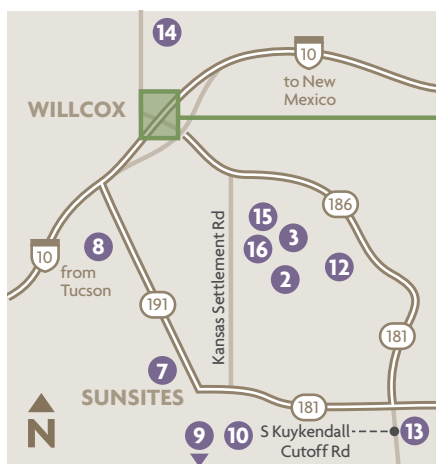 14
10
to New
Mexico
WILLCOX
186
15
3
16
12
2
Kansas Settlement Rd
8
10
from
Tucson
191
181
7
SUNSITES
181
N
9
10
S Kuykendall
Cutoff Rd
13